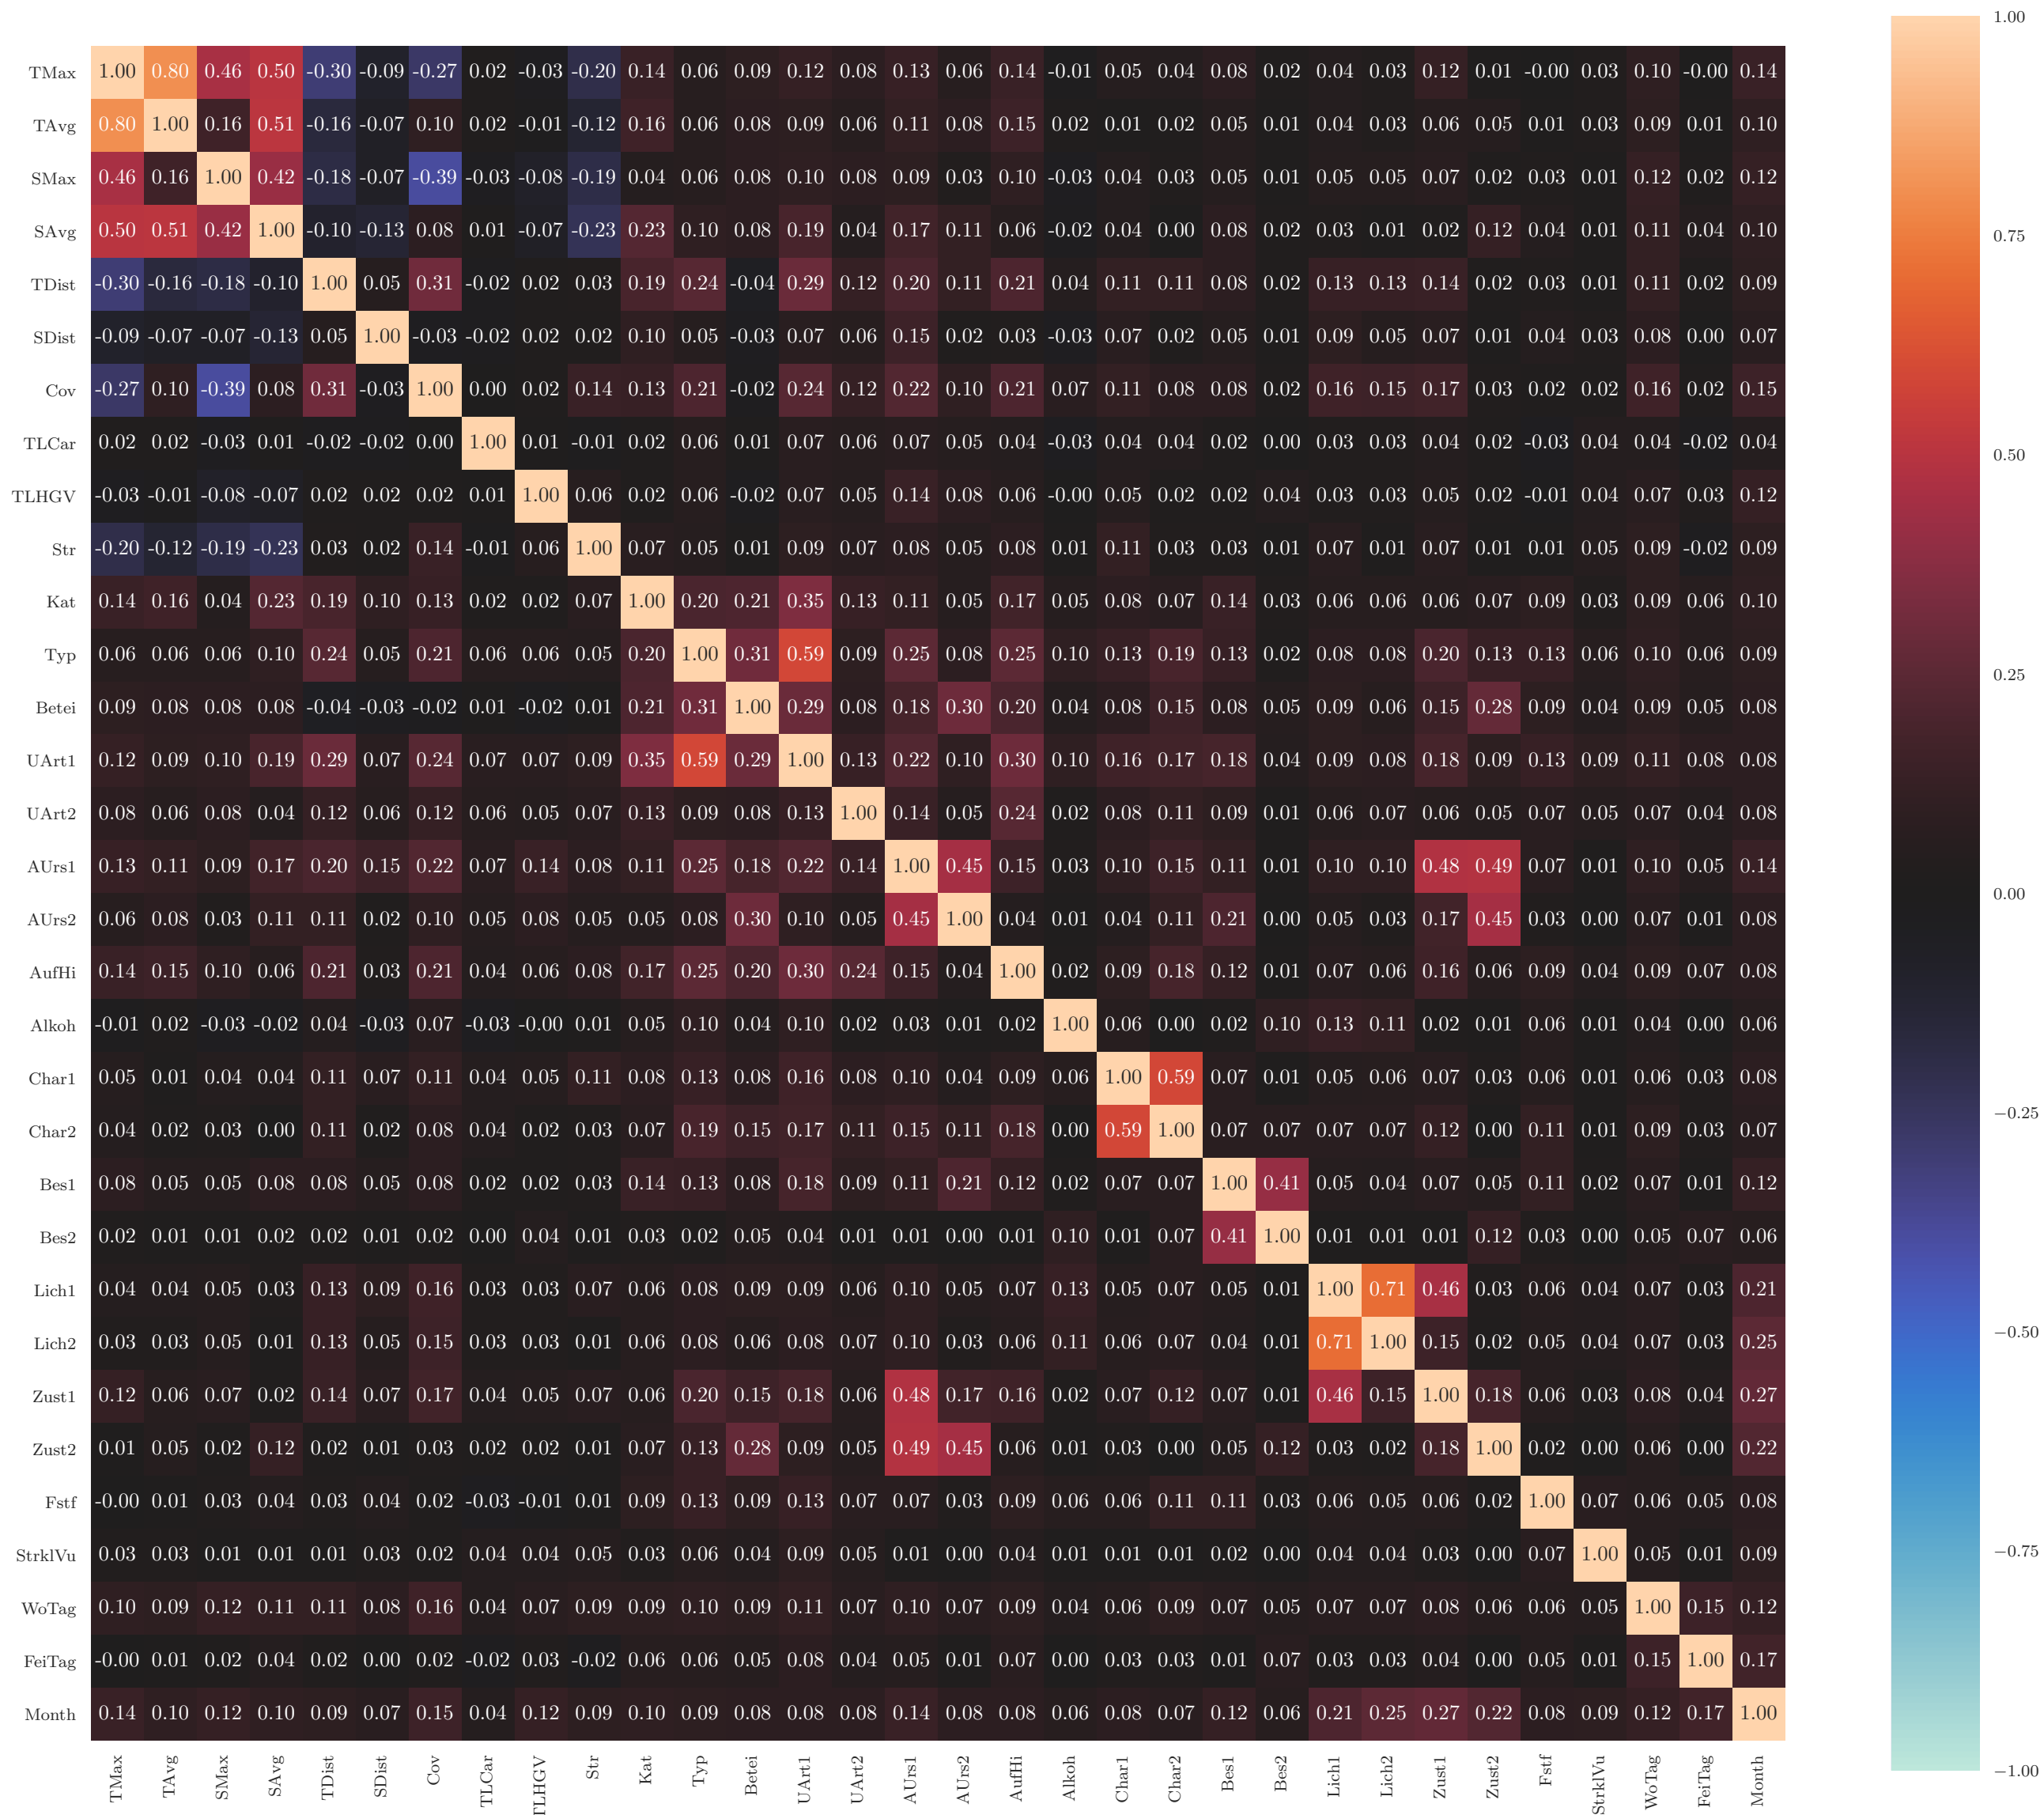 TMax 1.00 0.80 0.46 0.50 -0.30 -0.09 -0.27 0.02 -0.03 -0.20 0.14 0.06 0.09 0.12 0.08 0.13 0.06 0.14 -0.01 0.05 0.04 0.08 0.02 0.04 0.03 0.12 0.01 -0.00 0.03 0.10 -0.00 0.14
TAvg 0.80 1.00 0.16 0.51 -0.16 -0.07 0.10 0.02 -0.01 -0.12 0.16 0.06 0.08 0.09 0.06 0.11 0.08 0.15 0.02 0.01 0.02 0.05 0.01 0.04 0.03 0.06 0.05 0.01 0.03 0.09 0.01 0.10
SMax 0.46 0.16 1.00 0.42 -0.18 -0.07 -0.39 -0.03 -0.08 -0.19 0.04 0.06 0.08 0.10 0.08 0.09 0.03 0.10 -0.03 0.04 0.03 0.05 0.01 0.05 0.05 0.07 0.02 0.03 0.01 0.12 0.02 0.12
SAvg 0.50 0.51 0.42 1.00 -0.10 -0.13 0.08 0.01 -0.07 -0.23 0.23 0.10 0.08 0.19 0.04 0.17 0.11 0.06 -0.02 0.04 0.00 0.08 0.02 0.03 0.01 0.02 0.12 0.04 0.01 0.11 0.04 0.10
TDist -0.30 -0.16 -0.18 -0.10 1.00 0.05 0.31 -0.02 0.02 0.03 0.19 0.24 -0.04 0.29 0.12 0.20 0.11 0.21 0.04 0.11 0.11 0.08 0.02 0.13 0.13 0.14 0.02 0.03 0.01 0.11 0.02 0.09
SDist -0.09 -0.07 -0.07 -0.13 0.05 1.00 -0.03 -0.02 0.02 0.02 0.10 0.05 -0.03 0.07 0.06 0.15 0.02 0.03 -0.03 0.07 0.02 0.05 0.01 0.09 0.05 0.07 0.01 0.04 0.03 0.08 0.00 0.07
Cov -0.27 0.10 -0.39 0.08 0.31 -0.03 1.00 0.00 0.02 0.14 0.13 0.21 -0.02 0.24 0.12 0.22 0.10 0.21 0.07 0.11 0.08 0.08 0.02 0.16 0.15 0.17 0.03 0.02 0.02 0.16 0.02 0.15
TLCar 0.02 0.02 -0.03 0.01 -0.02 -0.02 0.00 1.00 0.01 -0.01 0.02 0.06 0.01 0.07 0.06 0.07 0.05 0.04 -0.03 0.04 0.04 0.02 0.00 0.03 0.03 0.04 0.02 -0.03 0.04 0.04 -0.02 0.04
TLHGV -0.03 -0.01 -0.08 -0.07 0.02 0.02 0.02 0.01 1.00 0.06 0.02 0.06 -0.02 0.07 0.05 0.14 0.08 0.06 -0.00 0.05 0.02 0.02 0.04 0.03 0.03 0.05 0.02 -0.01 0.04 0.07 0.03 0.12
Str -0.20 -0.12 -0.19 -0.23 0.03 0.02 0.14 -0.01 0.06 1.00 0.07 0.05 0.01 0.09 0.07 0.08 0.05 0.08 0.01 0.11 0.03 0.03 0.01 0.07 0.01 0.07 0.01 0.01 0.05 0.09 -0.02 0.09
Kat 0.14 0.16 0.04 0.23 0.19 0.10 0.13 0.02 0.02 0.07 1.00 0.20 0.21 0.35 0.13 0.11 0.05 0.17 0.05 0.08 0.07 0.14 0.03 0.06 0.06 0.06 0.07 0.09 0.03 0.09 0.06 0.10
Typ 0.06 0.06 0.06 0.10 0.24 0.05 0.21 0.06 0.06 0.05 0.20 1.00 0.31 0.59 0.09 0.25 0.08 0.25 0.10 0.13 0.19 0.13 0.02 0.08 0.08 0.20 0.13 0.13 0.06 0.10 0.06 0.09
Betei 0.09 0.08 0.08 0.08 -0.04 -0.03 -0.02 0.01 -0.02 0.01 0.21 0.31 1.00 0.29 0.08 0.18 0.30 0.20 0.04 0.08 0.15 0.08 0.05 0.09 0.06 0.15 0.28 0.09 0.04 0.09 0.05 0.08
UArt1 0.12 0.09 0.10 0.19 0.29 0.07 0.24 0.07 0.07 0.09 0.35 0.59 0.29 1.00 0.13 0.22 0.10 0.30 0.10 0.16 0.17 0.18 0.04 0.09 0.08 0.18 0.09 0.13 0.09 0.11 0.08 0.08
UArt2 0.08 0.06 0.08 0.04 0.12 0.06 0.12 0.06 0.05 0.07 0.13 0.09 0.08 0.13 1.00 0.14 0.05 0.24 0.02 0.08 0.11 0.09 0.01 0.06 0.07 0.06 0.05 0.07 0.05 0.07 0.04 0.08
AUrs1 0.13 0.11 0.09 0.17 0.20 0.15 0.22 0.07 0.14 0.08 0.11 0.25 0.18 0.22 0.14 1.00 0.45 0.15 0.03 0.10 0.15 0.11 0.01 0.10 0.10 0.48 0.49 0.07 0.01 0.10 0.05 0.14
AUrs2 0.06 0.08 0.03 0.11 0.11 0.02 0.10 0.05 0.08 0.05 0.05 0.08 0.30 0.10 0.05 0.45 1.00 0.04 0.01 0.04 0.11 0.21 0.00 0.05 0.03 0.17 0.45 0.03 0.00 0.07 0.01 0.08
AufHi 0.14 0.15 0.10 0.06 0.21 0.03 0.21 0.04 0.06 0.08 0.17 0.25 0.20 0.30 0.24 0.15 0.04 1.00 0.02 0.09 0.18 0.12 0.01 0.07 0.06 0.16 0.06 0.09 0.04 0.09 0.07 0.08
Alkoh -0.01 0.02 -0.03 -0.02 0.04 -0.03 0.07 -0.03 -0.00 0.01 0.05 0.10 0.04 0.10 0.02 0.03 0.01 0.02 1.00 0.06 0.00 0.02 0.10 0.13 0.11 0.02 0.01 0.06 0.01 0.04 0.00 0.06
Char1 0.05 0.01 0.04 0.04 0.11 0.07 0.11 0.04 0.05 0.11 0.08 0.13 0.08 0.16 0.08 0.10 0.04 0.09 0.06 1.00 0.59 0.07 0.01 0.05 0.06 0.07 0.03 0.06 0.01 0.06 0.03 0.08
Char2 0.04 0.02 0.03 0.00 0.11 0.02 0.08 0.04 0.02 0.03 0.07 0.19 0.15 0.17 0.11 0.15 0.11 0.18 0.00 0.59 1.00 0.07 0.07 0.07 0.07 0.12 0.00 0.11 0.01 0.09 0.03 0.07
Bes1 0.08 0.05 0.05 0.08 0.08 0.05 0.08 0.02 0.02 0.03 0.14 0.13 0.08 0.18 0.09 0.11 0.21 0.12 0.02 0.07 0.07 1.00 0.41 0.05 0.04 0.07 0.05 0.11 0.02 0.07 0.01 0.12
Bes2 0.02 0.01 0.01 0.02 0.02 0.01 0.02 0.00 0.04 0.01 0.03 0.02 0.05 0.04 0.01 0.01 0.00 0.01 0.10 0.01 0.07 0.41 1.00 0.01 0.01 0.01 0.12 0.03 0.00 0.05 0.07 0.06
Lich1 0.04 0.04 0.05 0.03 0.13 0.09 0.16 0.03 0.03 0.07 0.06 0.08 0.09 0.09 0.06 0.10 0.05 0.07 0.13 0.05 0.07 0.05 0.01 1.00 0.71 0.46 0.03 0.06 0.04 0.07 0.03 0.21
Lich2 0.03 0.03 0.05 0.01 0.13 0.05 0.15 0.03 0.03 0.01 0.06 0.08 0.06 0.08 0.07 0.10 0.03 0.06 0.11 0.06 0.07 0.04 0.01 0.71 1.00 0.15 0.02 0.05 0.04 0.07 0.03 0.25
Zust1 0.12 0.06 0.07 0.02 0.14 0.07 0.17 0.04 0.05 0.07 0.06 0.20 0.15 0.18 0.06 0.48 0.17 0.16 0.02 0.07 0.12 0.07 0.01 0.46 0.15 1.00 0.18 0.06 0.03 0.08 0.04 0.27
Zust2 0.01 0.05 0.02 0.12 0.02 0.01 0.03 0.02 0.02 0.01 0.07 0.13 0.28 0.09 0.05 0.49 0.45 0.06 0.01 0.03 0.00 0.05 0.12 0.03 0.02 0.18 1.00 0.02 0.00 0.06 0.00 0.22
Fstf -0.00 0.01 0.03 0.04 0.03 0.04 0.02 -0.03 -0.01 0.01 0.09 0.13 0.09 0.13 0.07 0.07 0.03 0.09 0.06 0.06 0.11 0.11 0.03 0.06 0.05 0.06 0.02 1.00 0.07 0.06 0.05 0.08
StrklVu 0.03 0.03 0.01 0.01 0.01 0.03 0.02 0.04 0.04 0.05 0.03 0.06 0.04 0.09 0.05 0.01 0.00 0.04 0.01 0.01 0.01 0.02 0.00 0.04 0.04 0.03 0.00 0.07 1.00 0.05 0.01 0.09
WoTag 0.10 0.09 0.12 0.11 0.11 0.08 0.16 0.04 0.07 0.09 0.09 0.10 0.09 0.11 0.07 0.10 0.07 0.09 0.04 0.06 0.09 0.07 0.05 0.07 0.07 0.08 0.06 0.06 0.05 1.00 0.15 0.12
FeiTag -0.00 0.01 0.02 0.04 0.02 0.00 0.02 -0.02 0.03 -0.02 0.06 0.06 0.05 0.08 0.04 0.05 0.01 0.07 0.00 0.03 0.03 0.01 0.07 0.03 0.03 0.04 0.00 0.05 0.01 0.15 1.00 0.17
Month 0.14 0.10 0.12 0.10 0.09 0.07 0.15 0.04 0.12 0.09 0.10 0.09 0.08 0.08 0.08 0.14 0.08 0.08 0.06 0.08 0.07 0.12 0.06 0.21 0.25 0.27 0.22 0.08 0.09 0.12 0.17 1.00
TMax TAvg SMax SAvg TDist SDist Cov TLCar TLHGV Str Kat Typ Betei UArt1 UArt2 AUrs1 AUrs2 AufHi Alkoh Char1 Char2 Bes1 Bes2 Lich1 Lich2 Zust1 Zust2 Fstf StrklVu WoTag FeiTag Month
1.00
0.75
0.50
0.25
0.00
−0.25
−0.50
−0.75
−1.00